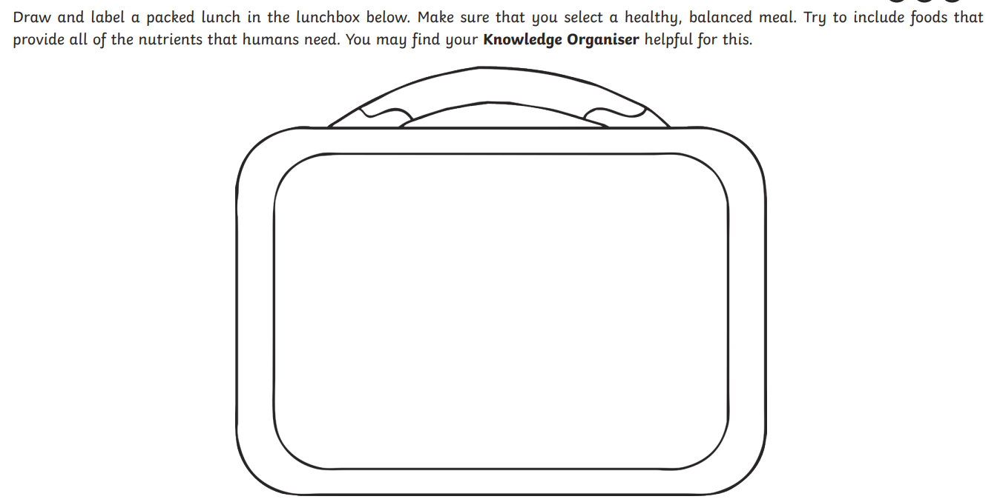 Draw and label a packed lunch in the lunchbox below. Make sure that you select a healthy, balanced meal. Try to include foods that
provide all of the nutrients that humans need. You may find your Knowledge Organiser helpful for this.